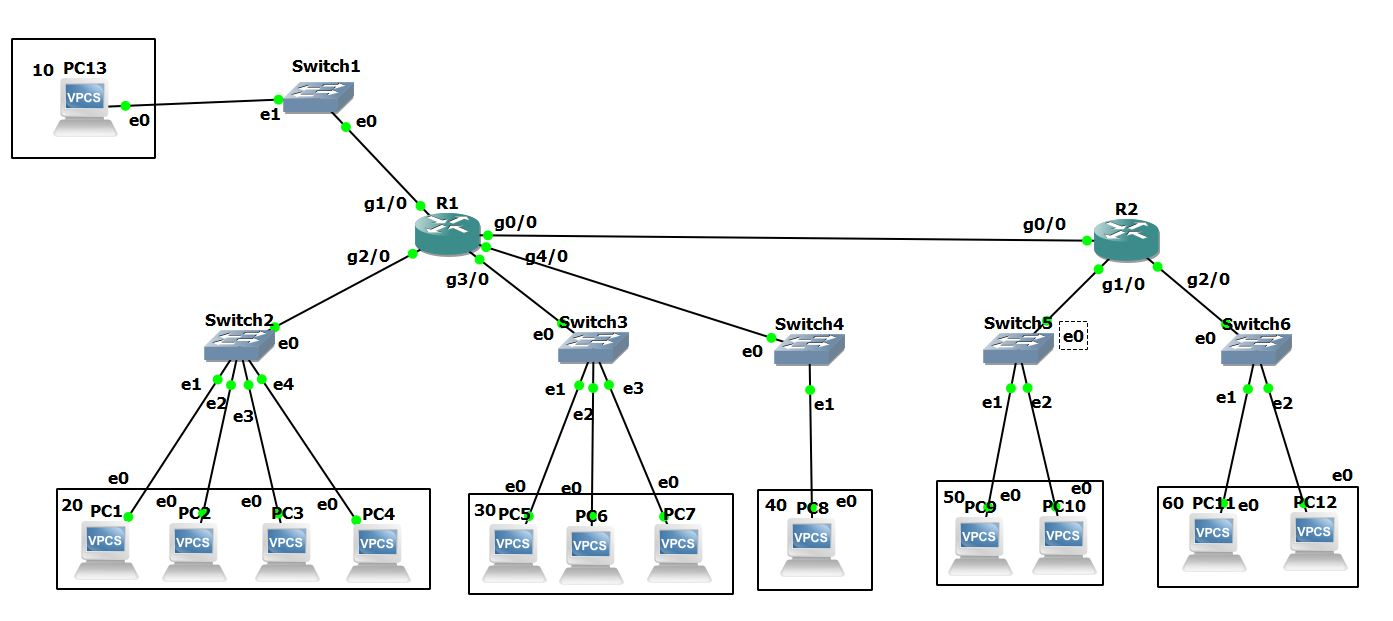 10 PC13
VPCS
e0
Switch1
e1
e0
g1/0
R1
g0/0
g0/0
R2
g2/0
g3/0
g4/0
g1/0
g2/0
Switch2
e0
e0
Switch3
e0
Switch4
Switch5
e0
e0
Switch6
e1
e2
e3
e4
e1
e2
e3
e1
e1
e2
e1
e2
e0
e0
e0
e0
20 PC1
PC2
PC3
PC4
VPCS
VPCS
VPCS
VPCS
e0
e0
e0
30 PC5
PC6
PC7
VPCS
VPCS
VPCS
40 PC8
e0
VPCS
50 PC9
e0
e0
PC10
VPCS
VPCS
60 PC11
e0
e0
PC12
VPCS
VPCS